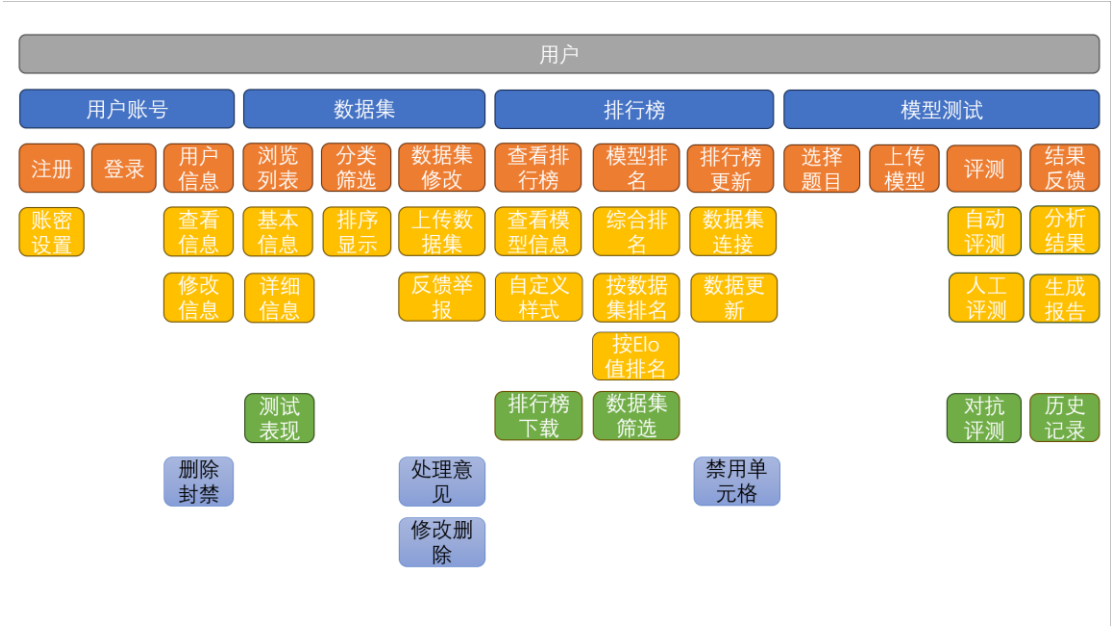 用户
用户账号
数据集
排行榜
模型测试
注册
登录
用户
信息
浏览
列表
分类
筛选
数据集
修改
查看排
行榜
模型排
名
排行榜
更新
选择
题目
上传
模型
评测
结果
反馈
账密
设置
查看
信息
基本
信息
排序
显示
上传数
据集
查看模
型信息
综合排
名
数据集
连接
自动
评测
分析
结果
修改
信息
详细
信息
反馈举
报
自定义
样式
按数据
集排名
数据更
新
人工
评测
生成
报告
按Elo
值排名
测试
表现
排行榜
下载
数据集
筛选
对抗
评测
历史
记录
删除
封禁
处理意
见
禁用单
元格
修改删
除